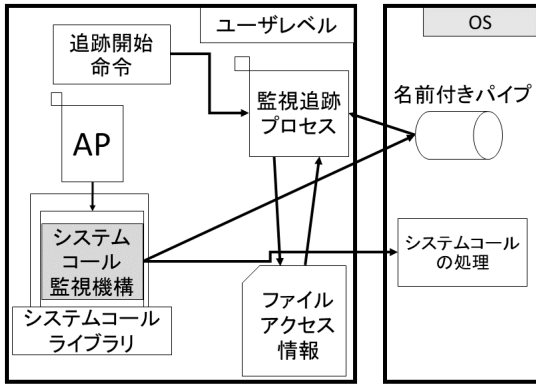 ユーザレベル
OS
追跡開始
命令
監視追跡
プロセス
名前付きパイプ
AP
システム
コール
監視機構
システムコール
の処理
システムコール
ライブラリ
ファイル
アクセス
情報